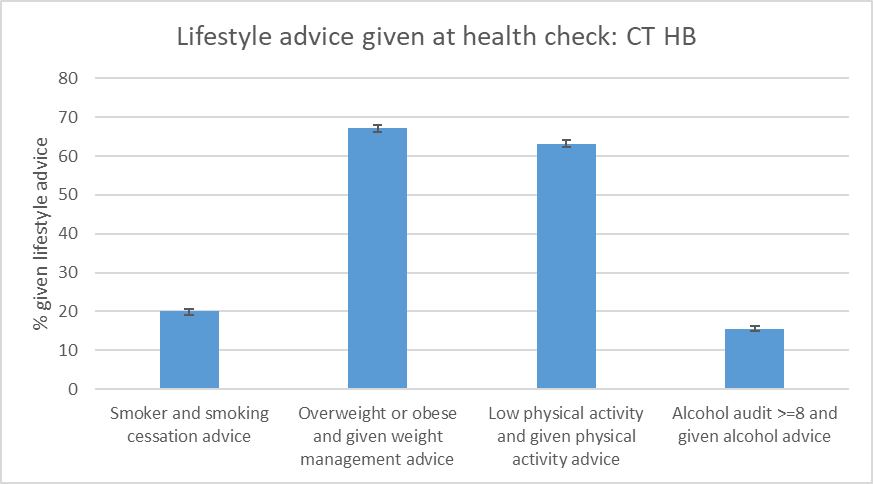 Lifestyle advice given at health check: CT HB
% given lifestyle advice
80
70
60
50
40
30
20
10
0
Smoker and smoking
cessation advice
Overweight or obese
and given weight
management advice
Low physical activity
and given physical
activity advice
Alcohol audit >=8 and
given alcohol advice